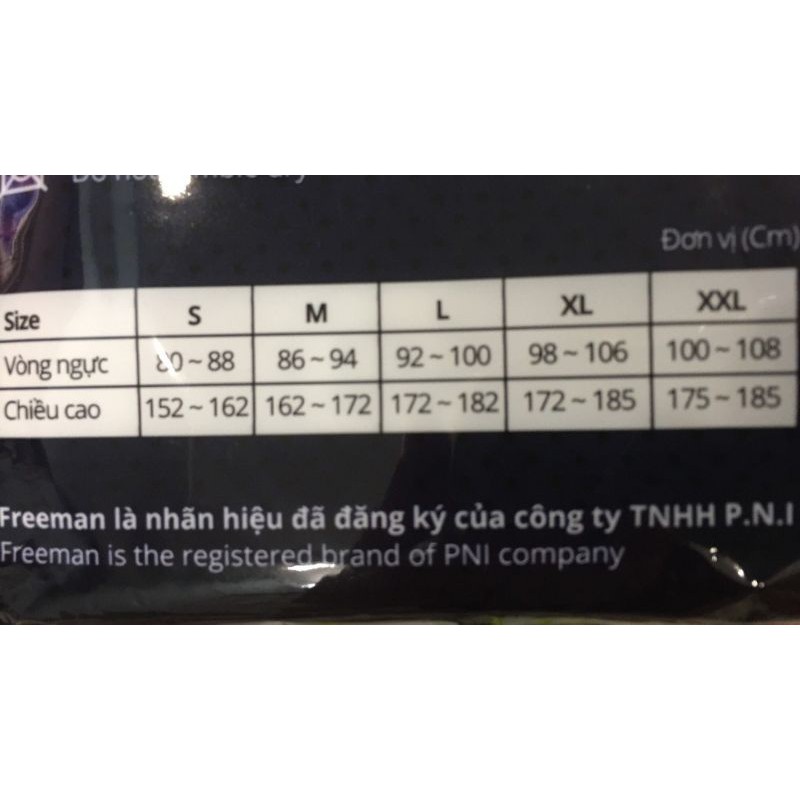 Đơn vị (Cm)
Size S M L XL XXL
Vòng ngực 80 ~ 88 86 ~ 94 92 ~ 100 98 ~ 106 100 ~ 108
Chiều cao 152 ~ 162 162 ~ 172 172 ~ 182 172 ~ 185 175 ~ 185
Freeman là nhãn hiệu đã đăng ký của công ty TNHH P.N.I
Freeman is the registered brand of PNI company